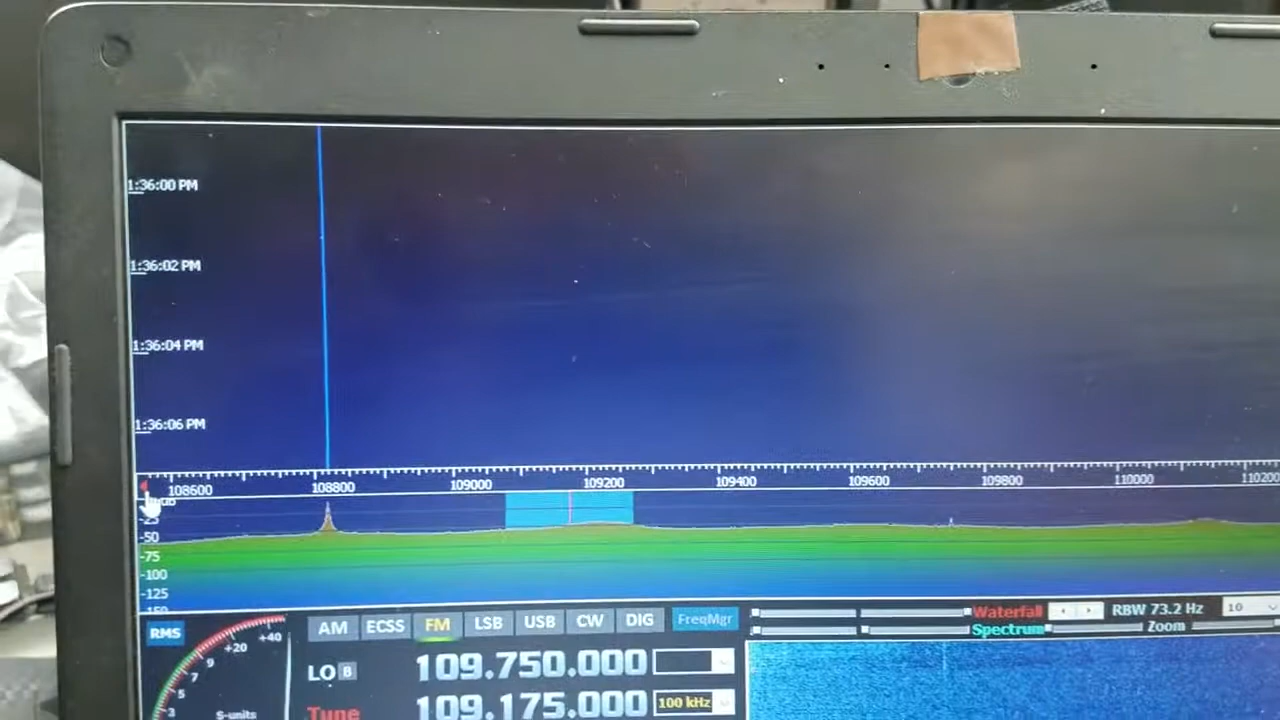 1:36:00 PM
1:36:02 PM
1:36:04 PM
1:36:06 PM
108600 108800 109000 109200 109400 109600 109800 110000 110200
-25
-50
-75
-100
-125
RMS
+40
+20
9
7
5
3
S-units
AM ECSS FM LSB USB CW DIG FreqMgr
Waterfall RBW 73.2 Hz 10
Spectrum Zoom
LO B 109.750.000
Tune 109.175.000 100 kHz